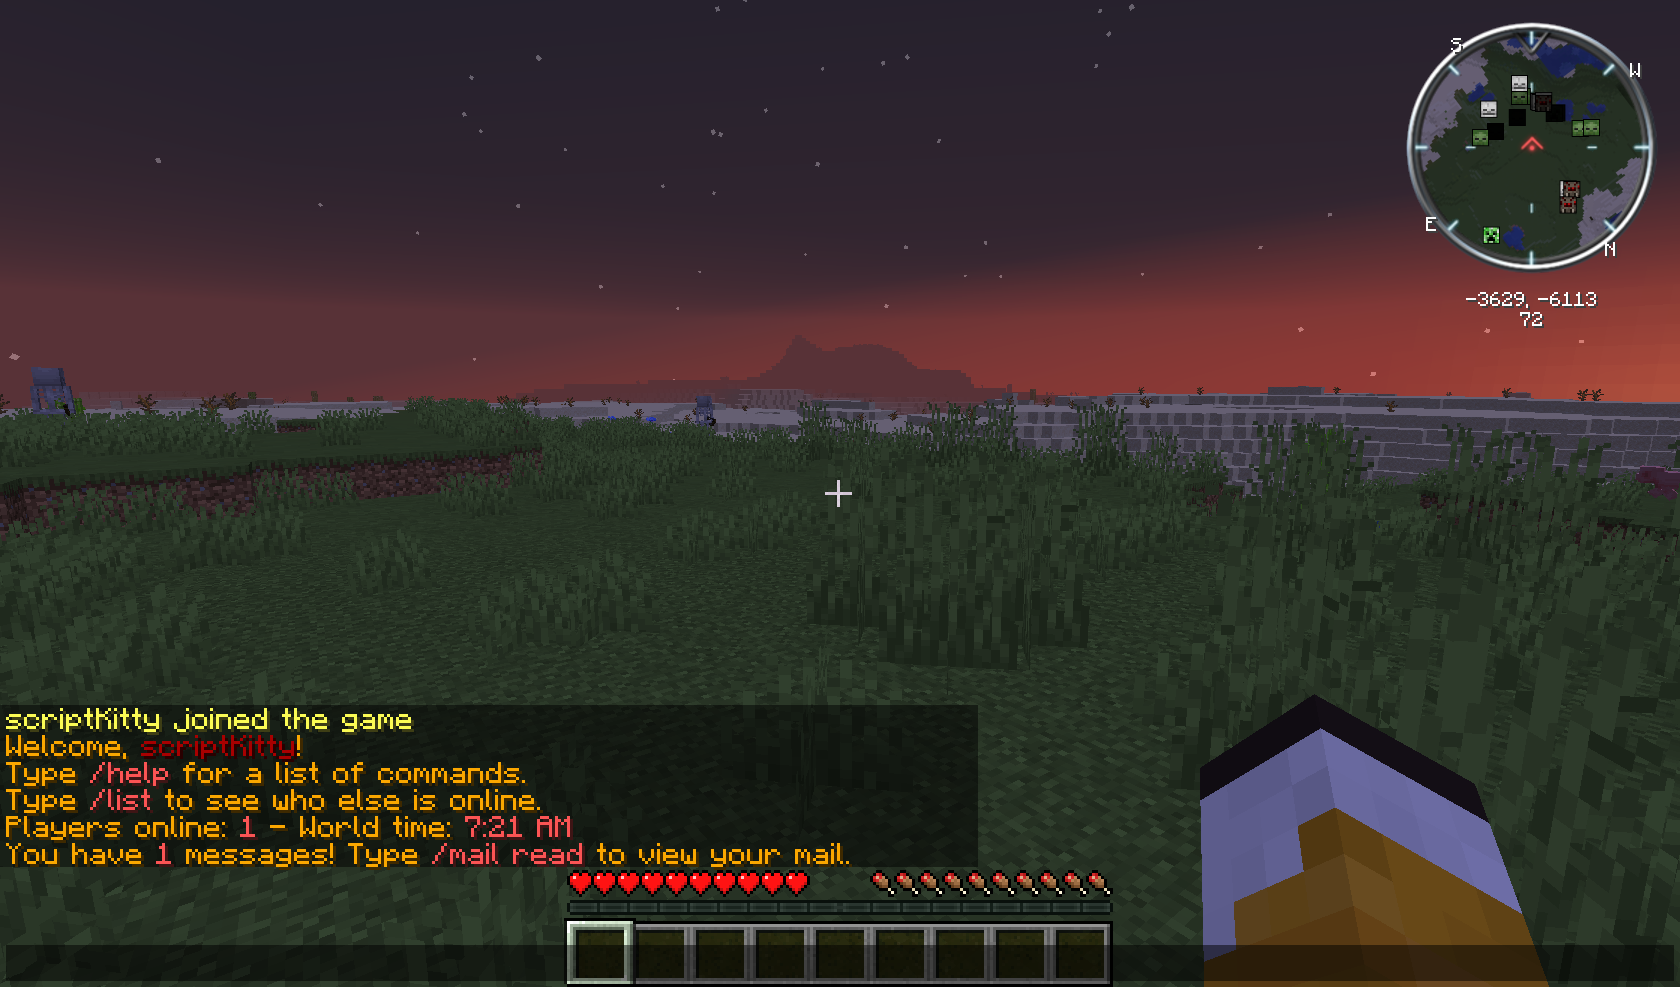 S
W
E
N
-3629, -6113
72
scriptKitty joined the game
Welcome, scriptKitty!
Type /help for a list of commands.
Type /list to see who else is online.
Players online: 1 - World time: 7:21 AM
You have 1 messages! Type /mail read to view your mail.